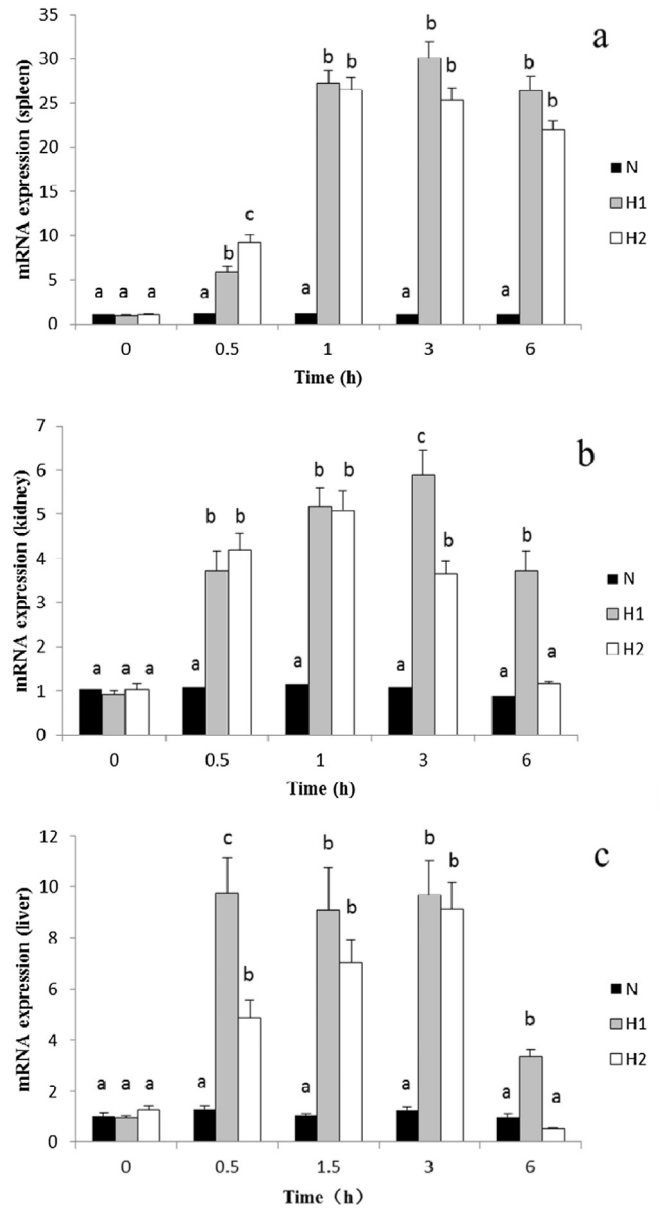 a
mRNA expression (spleen)
35
30
25
20
15
10
5
0
a a a
a b c
a b b
a b b
a b b
0 0.5 1 3 6
Time (h)
N
H1
H2
b
mRNA expression (kidney)
7
6
5
4
3
2
1
0
a a a
a b b
a b b
a c b
a b a
0 0.5 1 3 6
Time (h)
N
H1
H2
c
mRNA expression (liver)
12
10
8
6
4
2
0
a a a
a c b
a b b
a b b
a b a
0 0.5 1.5 3 6
Time（h）
N
H1
H2